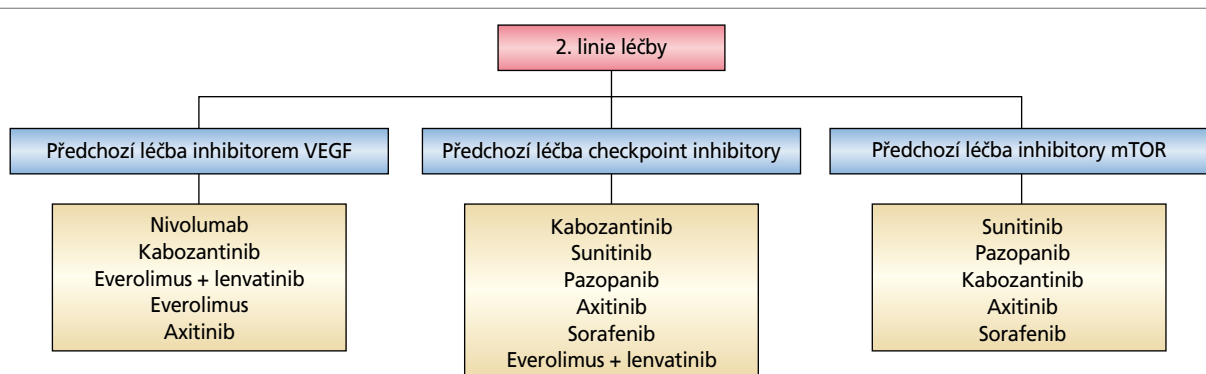 2. linie léčby
Předchozí léčba inhibitorem VEGF
Nivolumab
Kabozantinib
Everolimus + lenvatinib
Everolimus
Axitinib
Předchozí léčba checkpoint inhibitory
Kabozantinib
Sunitinib
Pazopanib
Axitinib
Sorafenib
Everolimus + lenvatinib
Předchozí léčba inhibitory mTOR
Sunitinib
Pazopanib
Kabozantinib
Axitinib
Sorafenib